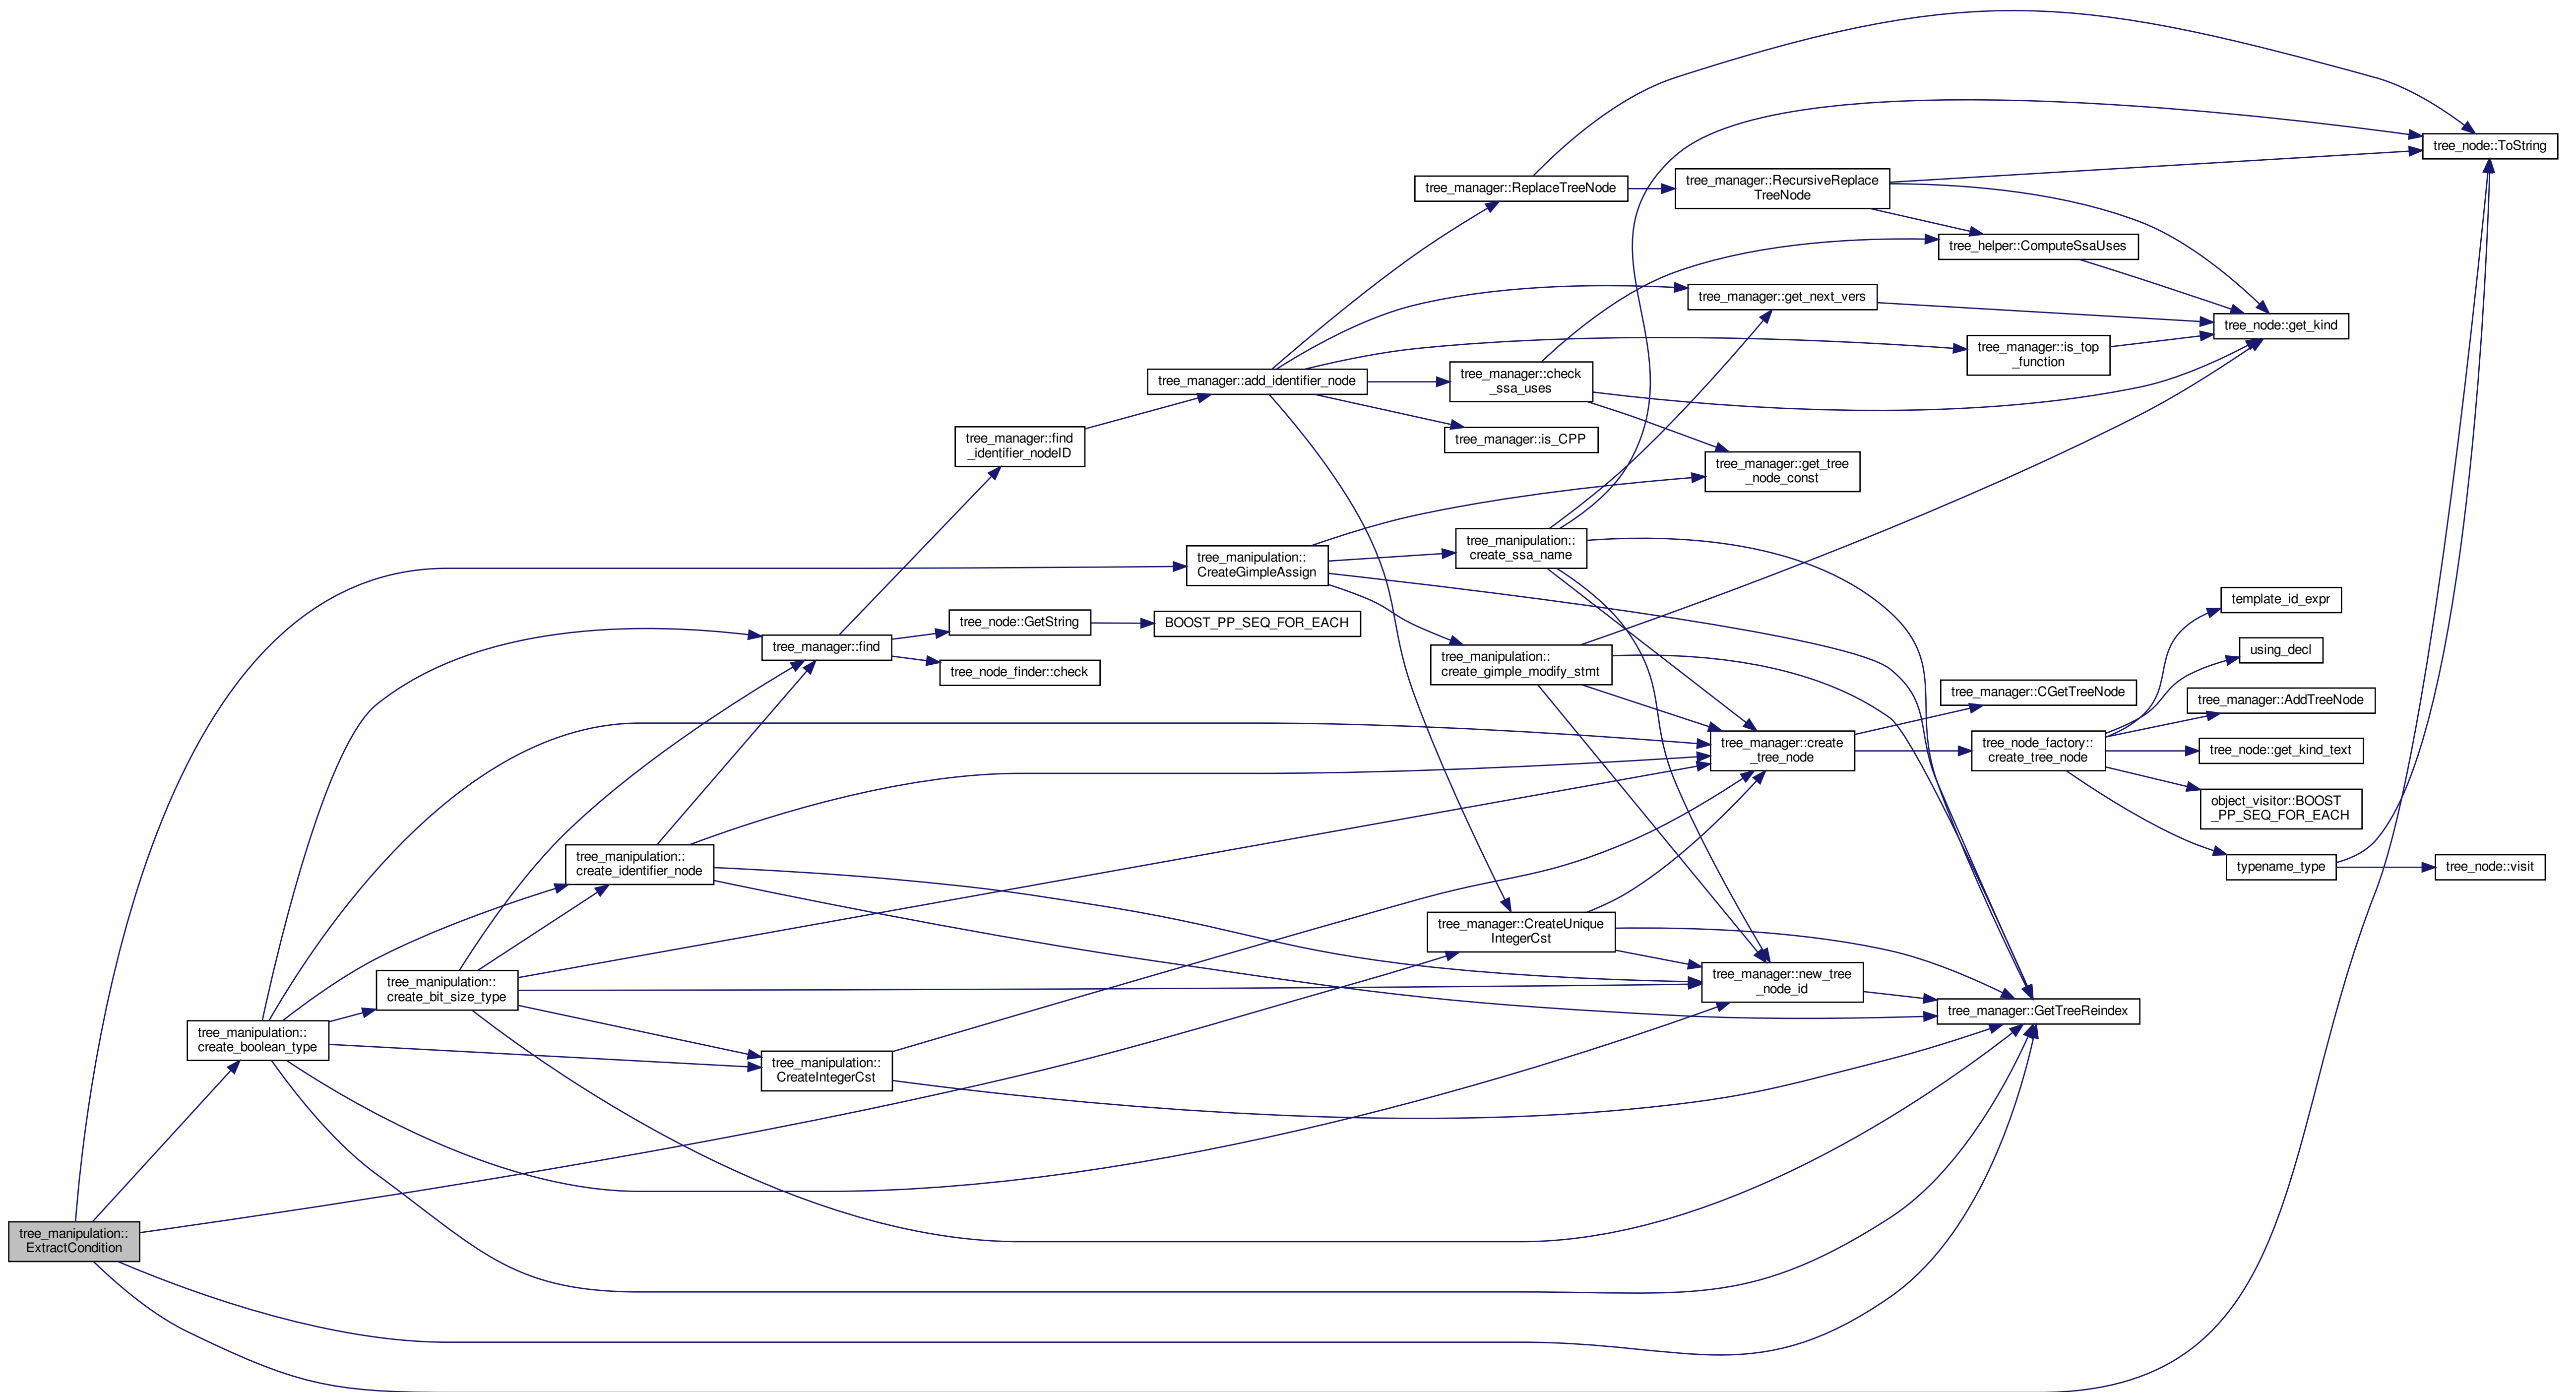 tree_node::ToString
tree_manager::ReplaceTreeNode
tree_manager::RecursiveReplace
TreeNode
tree_helper::ComputeSsaUses
tree_manager::get_next_vers
tree_node::get_kind
tree_manager::is_top
_function
tree_manager::add_identifier_node
tree_manager::check
_ssa_uses
tree_manager::is_CPP
tree_manager::find
_identifier_nodeID
tree_manager::get_tree
_node_const
tree_manipulation::
create_ssa_name
tree_manipulation::
CreateGimpleAssign
template_id_expr
tree_node::GetString
BOOST_PP_SEQ_FOR_EACH
tree_manager::find
using_decl
tree_node_finder::check
tree_manipulation::
create_gimple_modify_stmt
tree_manager::CGetTreeNode
tree_manager::AddTreeNode
tree_manager::create
_tree_node
tree_node_factory::
create_tree_node
tree_node::get_kind_text
object_visitor::BOOST
_PP_SEQ_FOR_EACH
tree_manipulation::
create_identifier_node
typename_type
tree_node::visit
tree_manager::CreateUnique
IntegerCst
tree_manipulation::
create_bit_size_type
tree_manager::new_tree
_node_id
tree_manager::GetTreeReindex
tree_manipulation::
create_boolean_type
tree_manipulation::
CreateIntegerCst
tree_manipulation::
ExtractCondition